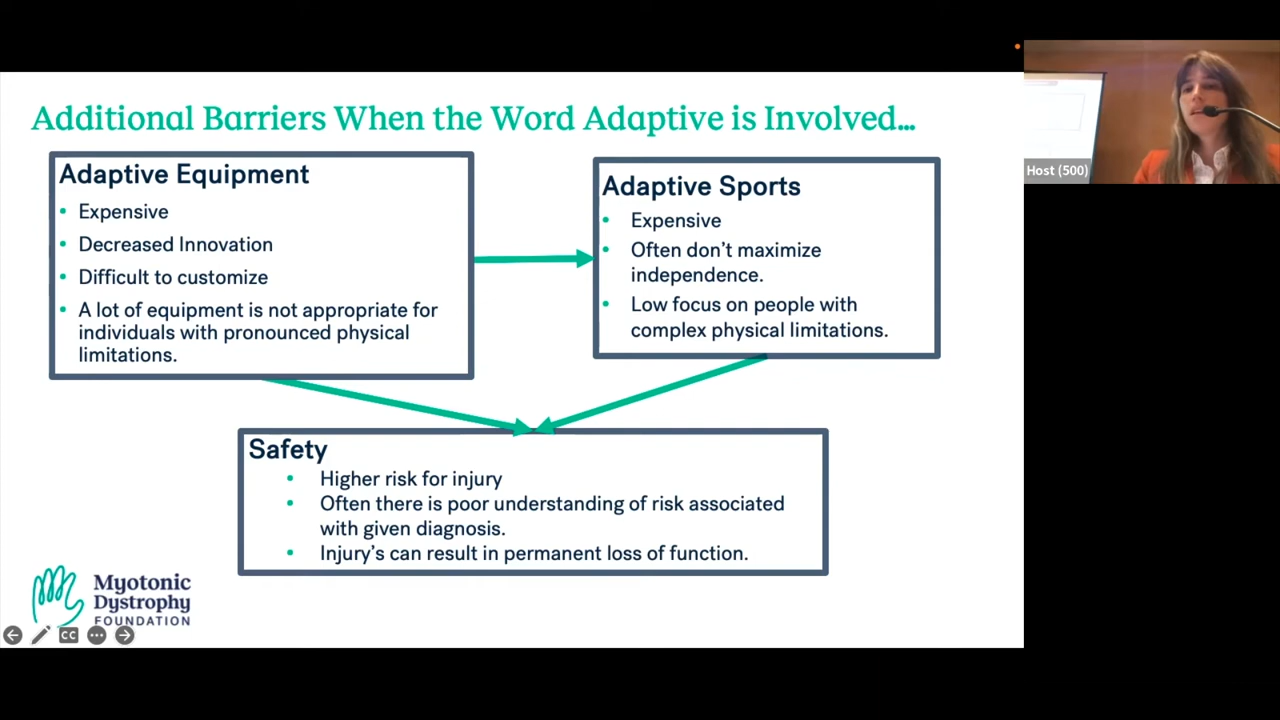 Additional Barriers When the Word Adaptive is Involved...
Adaptive Equipment
• Expensive
• Decreased Innovation
• Difficult to customize
• A lot of equipment is not appropriate for
individuals with pronounced physical
limitations.
Adaptive Sports
• Expensive
• Often don't maximize
independence.
• Low focus on people with
complex physical limitations.
Safety
• Higher risk for injury
• Often there is poor understanding of risk associated
with given diagnosis.
• Injury's can result in permanent loss of function.
Myotonic
Dystrophy
FOUNDATION
CC
Host (500)